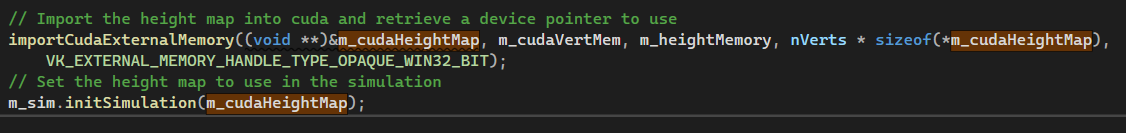 // Import the height map into cuda and retrieve a device pointer to use
importCudaExternalMemory((void **)&m_cudaHeightMap, m_cudaVertMem, m_heightMemory, nVerts * sizeof(*m_cudaHeightMap),
    VK_EXTERNAL_MEMORY_HANDLE_TYPE_OPAQUE_WIN32_BIT);
// Set the height map to use in the simulation
m_sim.initSimulation(m_cudaHeightMap);